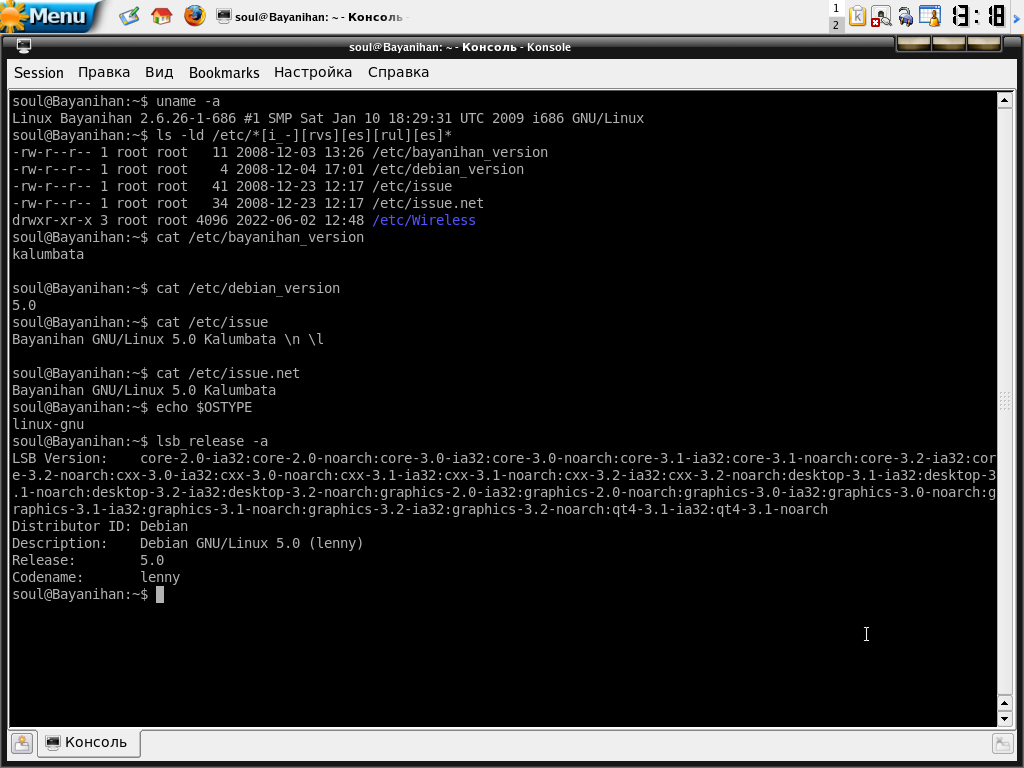 Menu
soul@Bayanihan: ~ - Консоль
1
2
13:18
soul@Bayanihan: ~ - Консоль - Konsole
Session Правка Вид Bookmarks Настройка Справка
soul@Bayanihan:~$ uname -a
Linux Bayanihan 2.6.26-1-686 #1 SMP Sat Jan 10 18:29:31 UTC 2009 i686 GNU/Linux
soul@Bayanihan:~$ ls -ld /etc/*[i_-][rvs][es][rul][es]*
-rw-r--r-- 1 root root   11 2008-12-03 13:26 /etc/bayanihan_version
-rw-r--r-- 1 root root    4 2008-12-04 17:01 /etc/debian_version
-rw-r--r-- 1 root root   41 2008-12-23 12:17 /etc/issue
-rw-r--r-- 1 root root   34 2008-12-23 12:17 /etc/issue.net
drwxr-xr-x 3 root root 4096 2022-06-02 12:48 /etc/Wireless
soul@Bayanihan:~$ cat /etc/bayanihan_version
kalumbata
soul@Bayanihan:~$ cat /etc/debian_version
5.0
soul@Bayanihan:~$ cat /etc/issue
Bayanihan GNU/Linux 5.0 Kalumbata \n \l
soul@Bayanihan:~$ cat /etc/issue.net
Bayanihan GNU/Linux 5.0 Kalumbata
soul@Bayanihan:~$ echo $OSTYPE
linux-gnu
soul@Bayanihan:~$ lsb_release -a
LSB Version:    core-2.0-ia32:core-2.0-noarch:core-3.0-ia32:core-3.0-noarch:core-3.1-ia32:core-3.1-noarch:core-3.2-ia32:cor
e-3.2-noarch:cxx-3.0-ia32:cxx-3.0-noarch:cxx-3.1-ia32:cxx-3.1-noarch:cxx-3.2-ia32:cxx-3.2-noarch:desktop-3.1-ia32:desktop-3
.1-noarch:desktop-3.2-ia32:desktop-3.2-noarch:graphics-2.0-ia32:graphics-2.0-noarch:graphics-3.0-ia32:graphics-3.0-noarch:g
raphics-3.1-ia32:graphics-3.1-noarch:graphics-3.2-ia32:graphics-3.2-noarch:qt4-3.1-ia32:qt4-3.1-noarch
Distributor ID: Debian
Description:    Debian GNU/Linux 5.0 (lenny)
Release:        5.0
Codename:       lenny
soul@Bayanihan:~$
Консоль